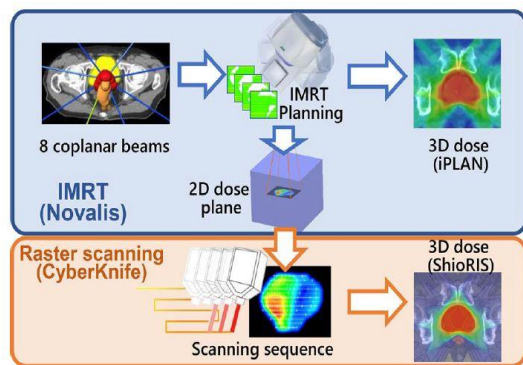 8 coplanar beams
IMRT
Planning
3D dose
(iPLAN)
IMRT
(Novalis)
2D dose
plane
Raster scanning
(CyberKnife)
Scanning sequence
3D dose
(ShioRIS)